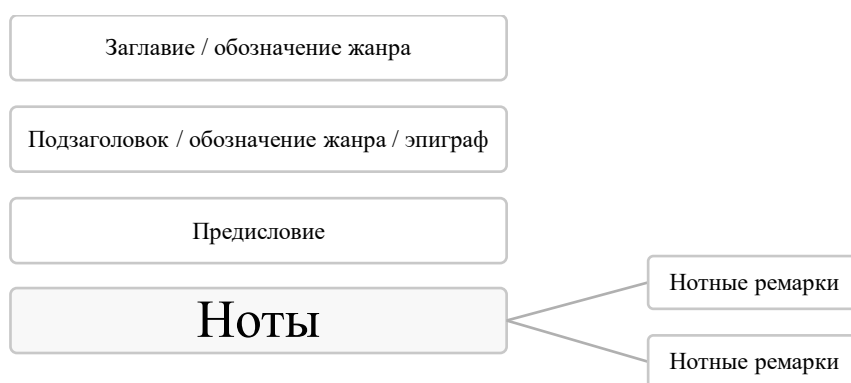 Заглавие / обозначение жанра
Подзаголовок / обозначение жанра / эпиграф
Предисловие
Ноты
Нотные ремарки
Нотные ремарки